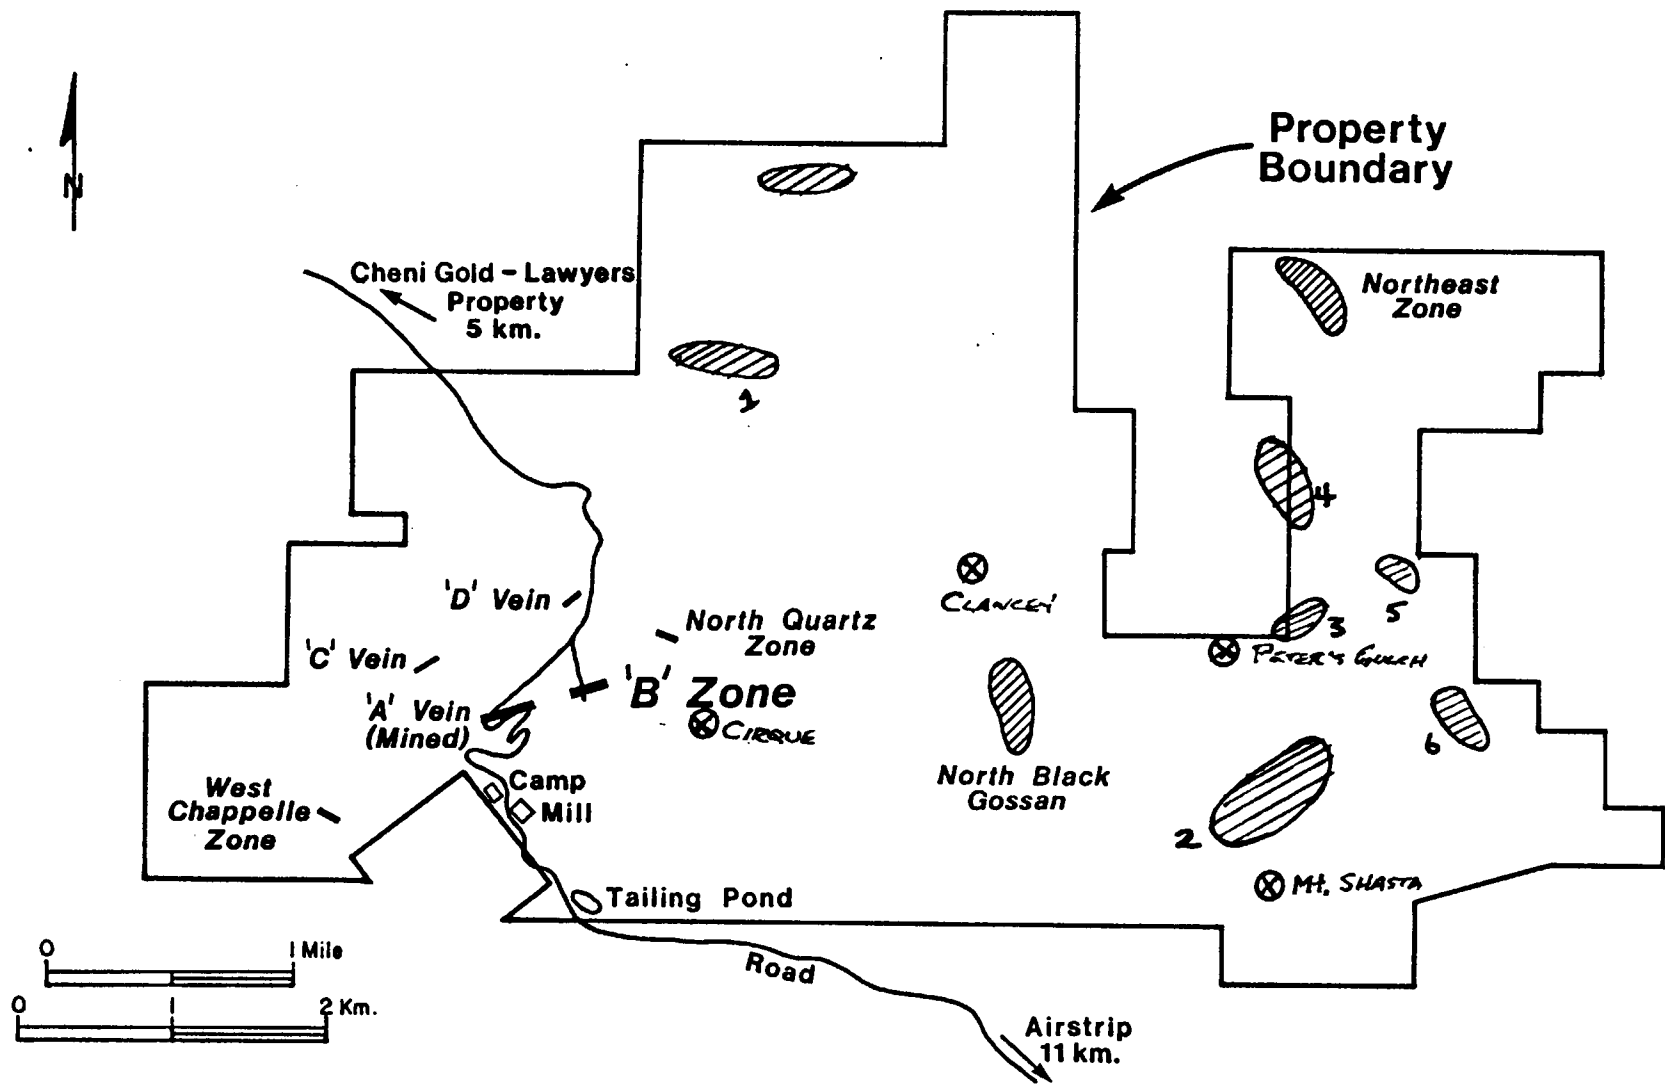 Property
Boundary
N
Cheni Gold – Lawyers
Property
5 km.
Northeast
Zone
1
4
'D' Vein
CLANCEY
5
North Quartz
Zone
3
'C' Vein
PETER'S GULCH
'B' Zone
'A' Vein
(Mined)
CIRQUE
6
North Black
Gossan
Camp
Mill
West
Chappelle
Zone
2
Mt. SHASTA
Tailing Pond
0 1 Mile
Road
0 1 2 Km.
Airstrip
11 km.